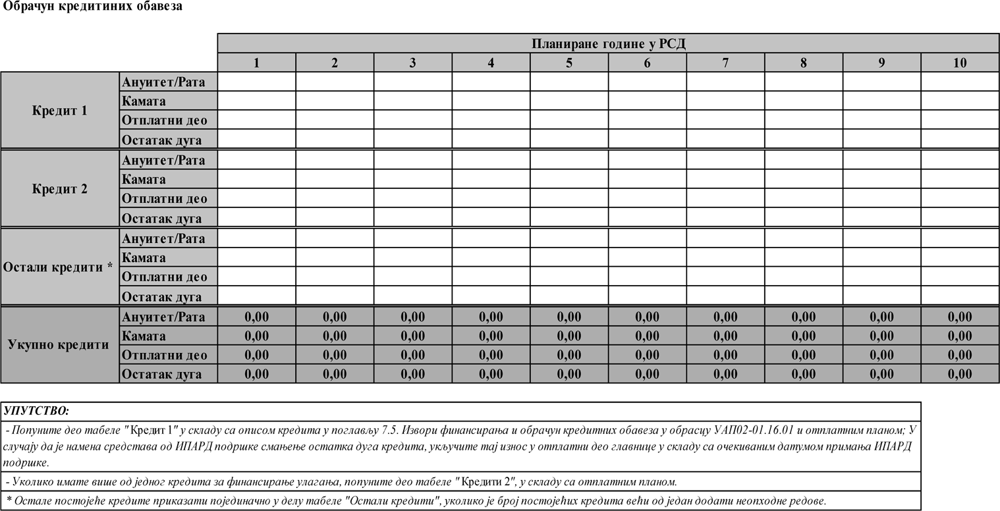 Обрачун кредитиних обавеза
Планиране године у РСД
1 2 3 4 5 6 7 8 9 10
Кредит 1
Ануитет/Рата
Камата
Отплатни део
Остатак дуга
Кредит 2
Ануитет/Рата
Камата
Отплатни део
Остатак дуга
Остали кредити *
Ануитет/Рата
Камата
Отплатни део
Остатак дуга
Укупно кредити
Ануитет/Рата 0,00 0,00 0,00 0,00 0,00 0,00 0,00 0,00 0,00 0,00
Камата 0,00 0,00 0,00 0,00 0,00 0,00 0,00 0,00 0,00 0,00
Отплатни део 0,00 0,00 0,00 0,00 0,00 0,00 0,00 0,00 0,00 0,00
Остатак дуга 0,00 0,00 0,00 0,00 0,00 0,00 0,00 0,00 0,00 0,00
УПУТСТВО:
- Попуните део табеле "Кредит 1" у складу са описом кредита у поглављу 7.5. Извори финансирања и обрачун кредитних обавеза у обрасцу УАП02-01.16.01 и отплатним планом; У
случају да је намена средстава од ИПАРД подршке смањење остатка дуга кредита, укључите тај износ у отплатни део главнице у складу са очекиваним датумом примања ИПАРД
подршке.
- Уколико имате више од једног кредита за финансирање улагања, попуните део табеле "Кредити 2", у складу са отплатним планом.
* Остале постојеће кредите приказати појединачно у делу табеле "Остали кредити", уколико је број постојећих кредита већи од један додати неопходне редове.